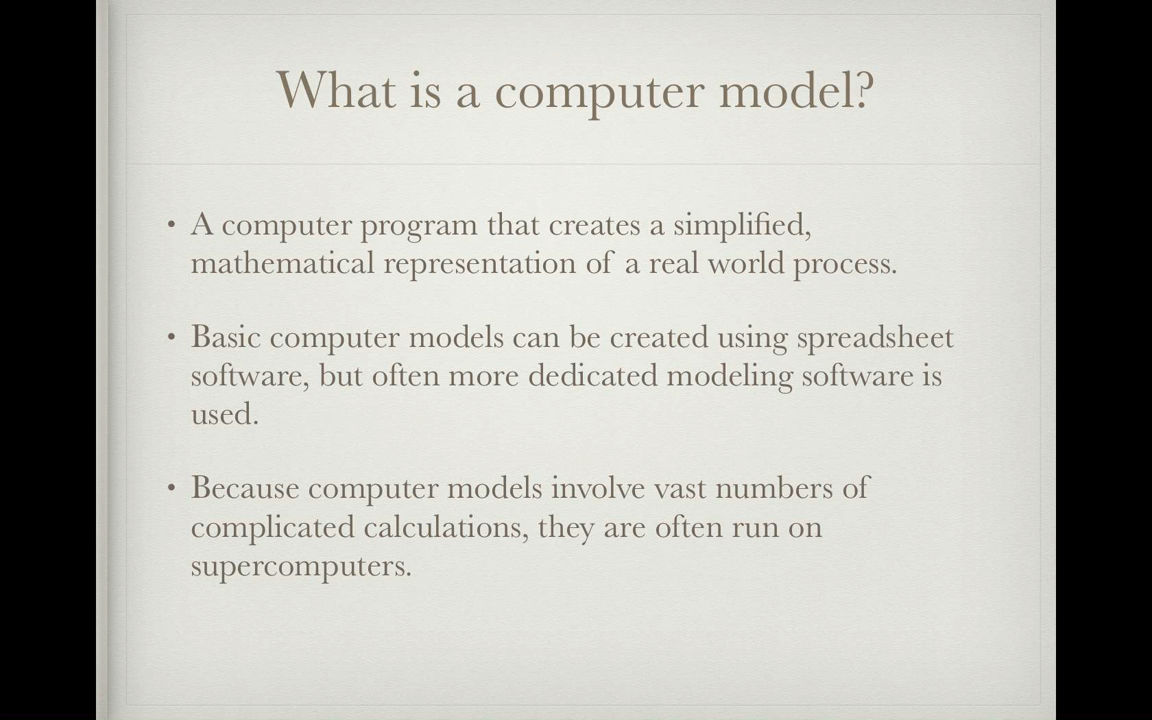 What is a computer model?
• A computer program that creates a simplified,
mathematical representation of a real world process.
• Basic computer models can be created using spreadsheet
software, but often more dedicated modeling software is
used.
• Because computer models involve vast numbers of
complicated calculations, they are often run on
supercomputers.